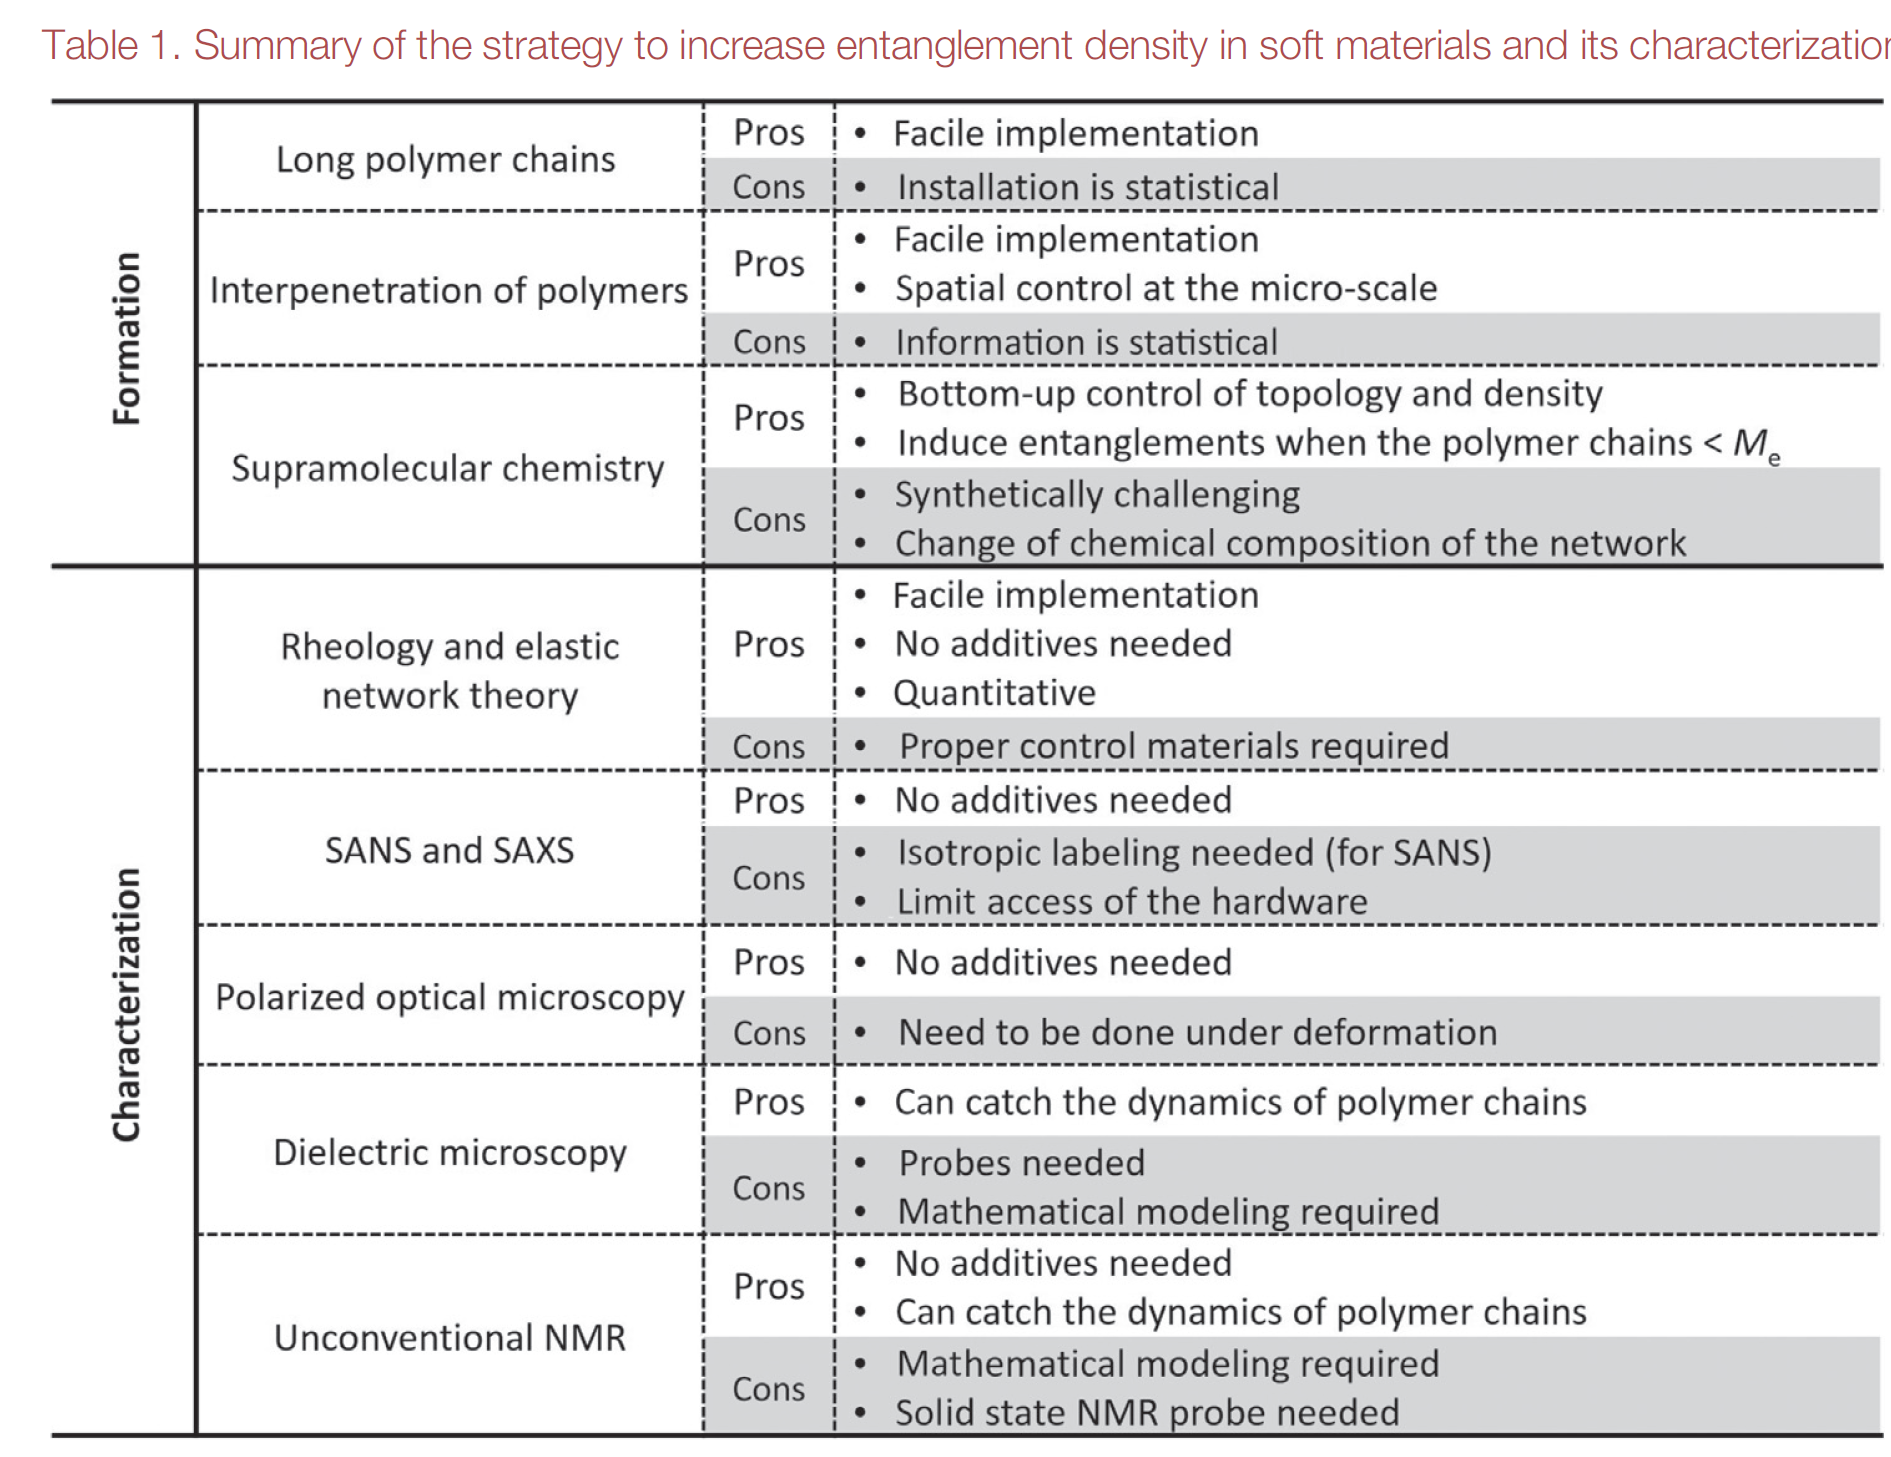 Table 1. Summary of the strategy to increase entanglement density in soft materials and its characterization
Formation
Long polymer chains
Pros
• Facile implementation
Cons
• Installation is statistical
Interpenetration of polymers
Pros
• Facile implementation
• Spatial control at the micro-scale
Cons
• Information is statistical
Supramolecular chemistry
Pros
• Bottom-up control of topology and density
• Induce entanglements when the polymer chains < Me
Cons
• Synthetically challenging
• Change of chemical composition of the network
Characterization
Rheology and elastic
network theory
Pros
• Facile implementation
• No additives needed
• Quantitative
Cons
• Proper control materials required
SANS and SAXS
Pros
• No additives needed
Cons
• Isotropic labeling needed (for SANS)
• Limit access of the hardware
Polarized optical microscopy
Pros
• No additives needed
Cons
• Need to be done under deformation
Dielectric microscopy
Pros
• Can catch the dynamics of polymer chains
Cons
• Probes needed
• Mathematical modeling required
Unconventional NMR
Pros
• No additives needed
• Can catch the dynamics of polymer chains
Cons
• Mathematical modeling required
• Solid state NMR probe needed